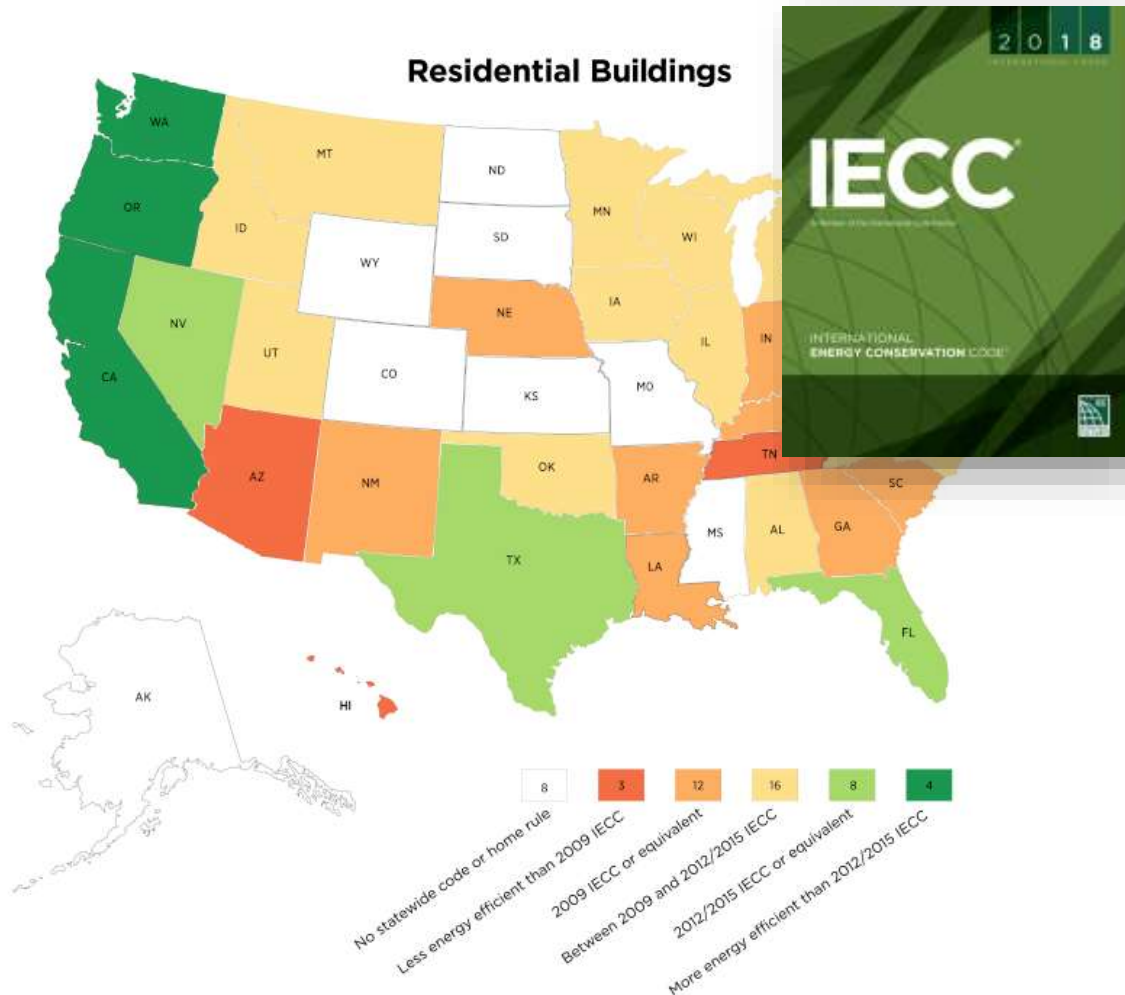 Residential Buildings
2018
IECC
INTERNATIONAL
ENERGY CONSERVATION CODE
WA
MT
ND
MN
OR
ID
SD
WI
WY
IA
NE
NV
IL
IN
UT
CO
CA
KS
MO
TN
OK
AZ
NM
AR
SC
MS
AL
GA
TX
LA
FL
AK
HI
8
3
12
16
8
4
No statewide code or home rule
Less energy efficient than 2009 IECC
2009 IECC or equivalent
Between 2009 and 2012/2015 IECC
2012/2015 IECC or equivalent
More energy efficient than 2012/2015 IECC